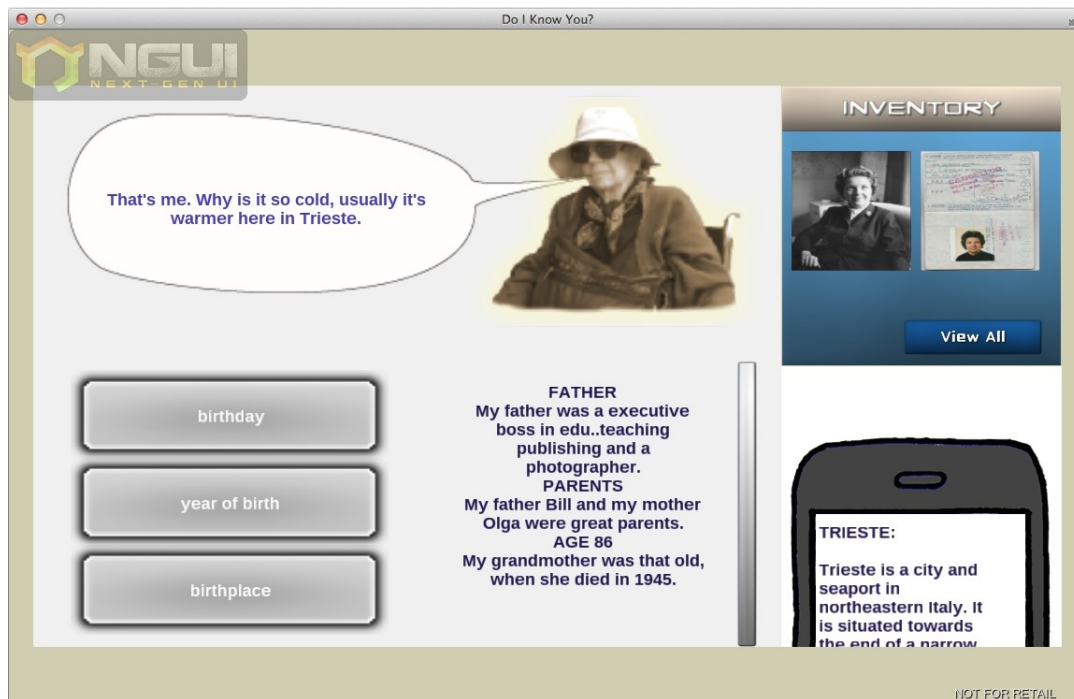 Do I Know You?
NGUI
NEXT-GEN UI
That's me. Why is it so cold, usually it's
warmer here in Trieste.
INVENTORY
View All
birthday
year of birth
birthplace
FATHER
My father was a executive
boss in edu..teaching
publishing and a
photographer.
PARENTS
My father Bill and my mother
Olga were great parents.
AGE 86
My grandmother was that old,
when she died in 1945.
TRIESTE:
Trieste is a city and
seaport in
northeastern Italy. It
is situated towards
the end of a narrow
NOT FOR RETAIL